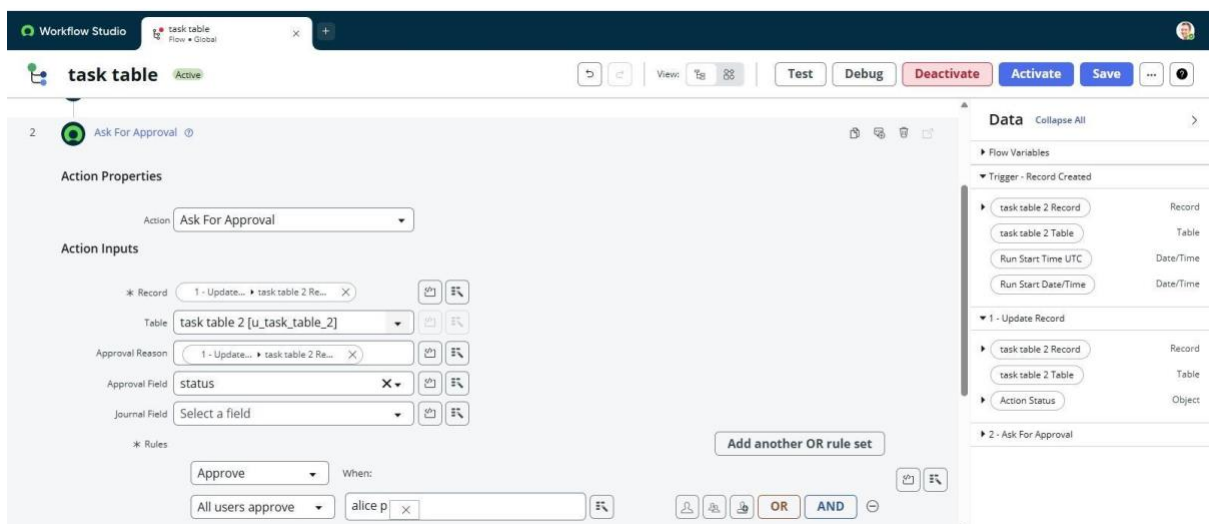 Workflow Studio
task table
Flow • Global
task table Active
View:
Test Debug Deactivate Activate Save
2 Ask For Approval
Action Properties
Action Ask For Approval
Action Inputs
* Record 1 - Update... ▸ task table 2 Re...
Table task table 2 [u_task_table_2]
Approval Reason 1 - Update... ▸ task table 2 Re...
Approval Field status
Journal Field Select a field
* Rules
Add another OR rule set
Approve When:
All users approve alice p OR AND
Data Collapse All
Flow Variables
Trigger - Record Created
task table 2 Record Record
task table 2 Table Table
Run Start Time UTC Date/Time
Run Start Date/Time Date/Time
1 - Update Record
task table 2 Record Record
task table 2 Table Table
Action Status Object
2 - Ask For Approval